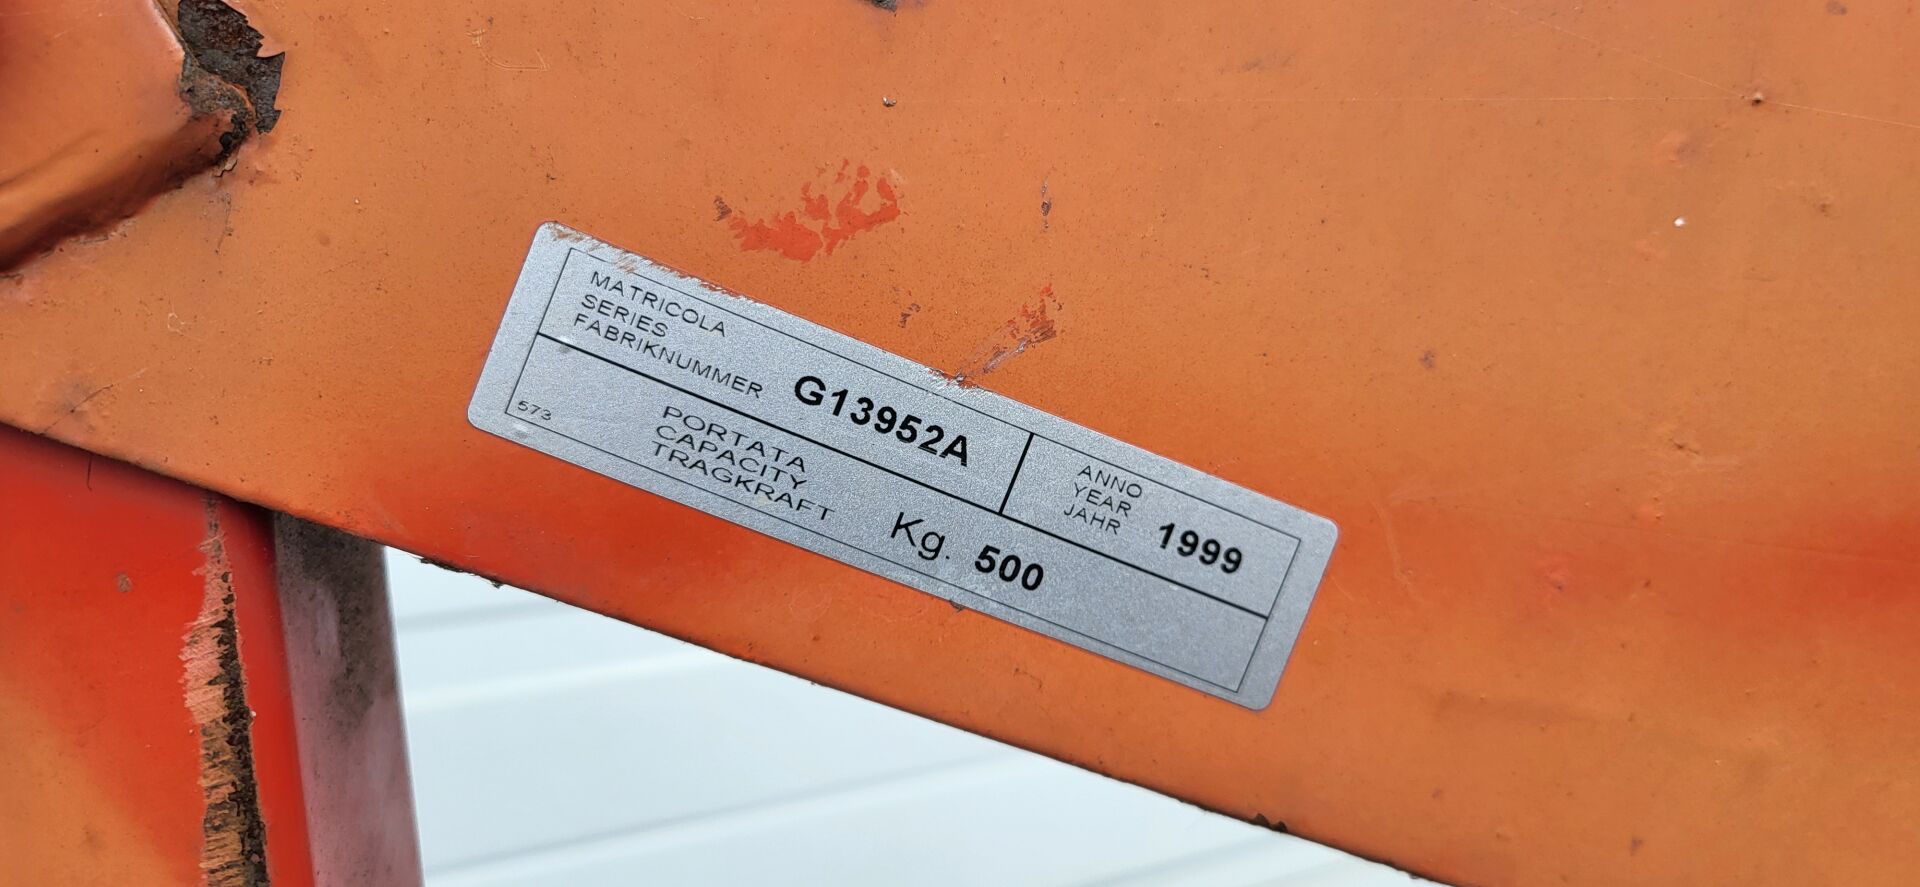 MATRICOLA
SERIES
FABRIKNUMMER
G13952A
ANNO
YEAR
JAHR
1999
573
PORTATA
CAPACITY
TRAGKRAFT
Kg. 500